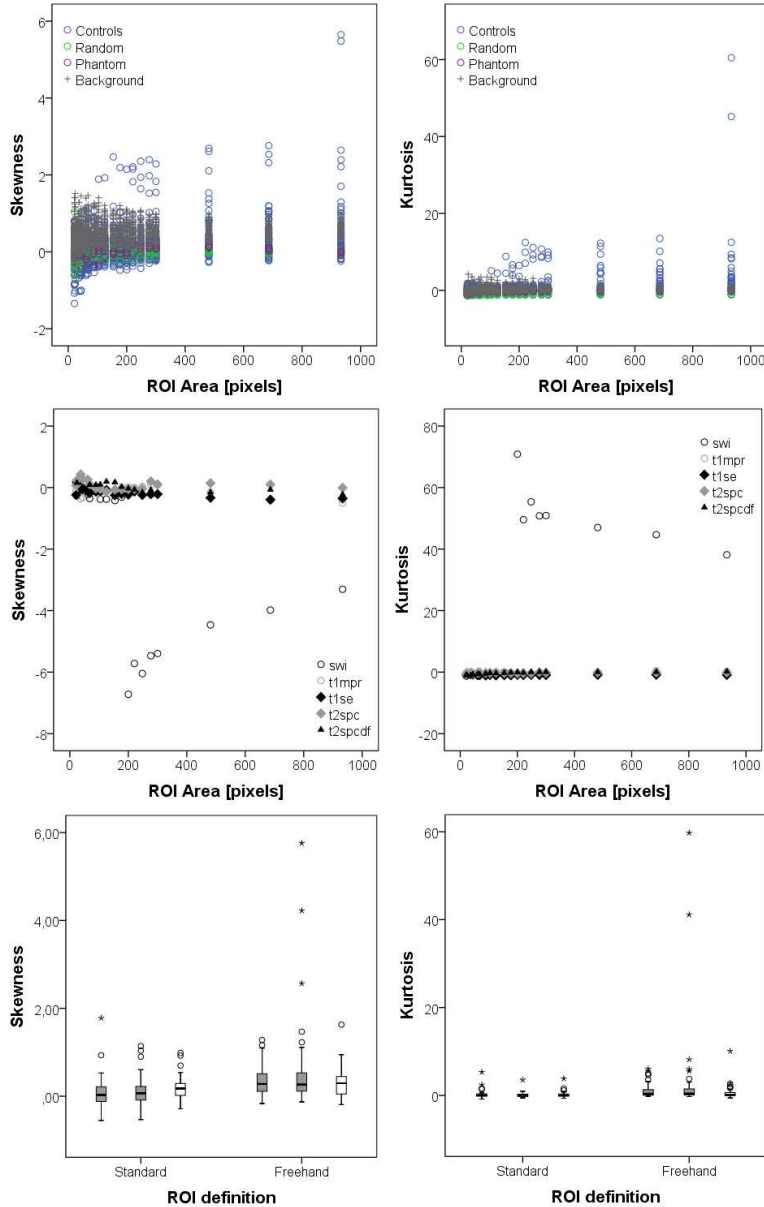 6
4
2
0
-2
Skewness
Controls
Random
Phantom
Background
0 200 400 600 800 1000
ROI Area [pixels]
60
40
20
0
Kurtosis
Controls
Random
Phantom
Background
0 200 400 600 800 1000
ROI Area [pixels]
2
0
-2
-4
-6
-8
Skewness
swi
t1mpr
t1se
t2spc
t2spcdf
0 200 400 600 800 1000
ROI Area [pixels]
80
60
40
20
0
-20
Kurtosis
swi
t1mpr
t1se
t2spc
t2spcdf
0 200 400 600 800 1000
ROI Area [pixels]
6,00
4,00
2,00
,00
Skewness
Standard Freehand
ROI definition
60
40
20
0
Kurtosis
Standard Freehand
ROI definition